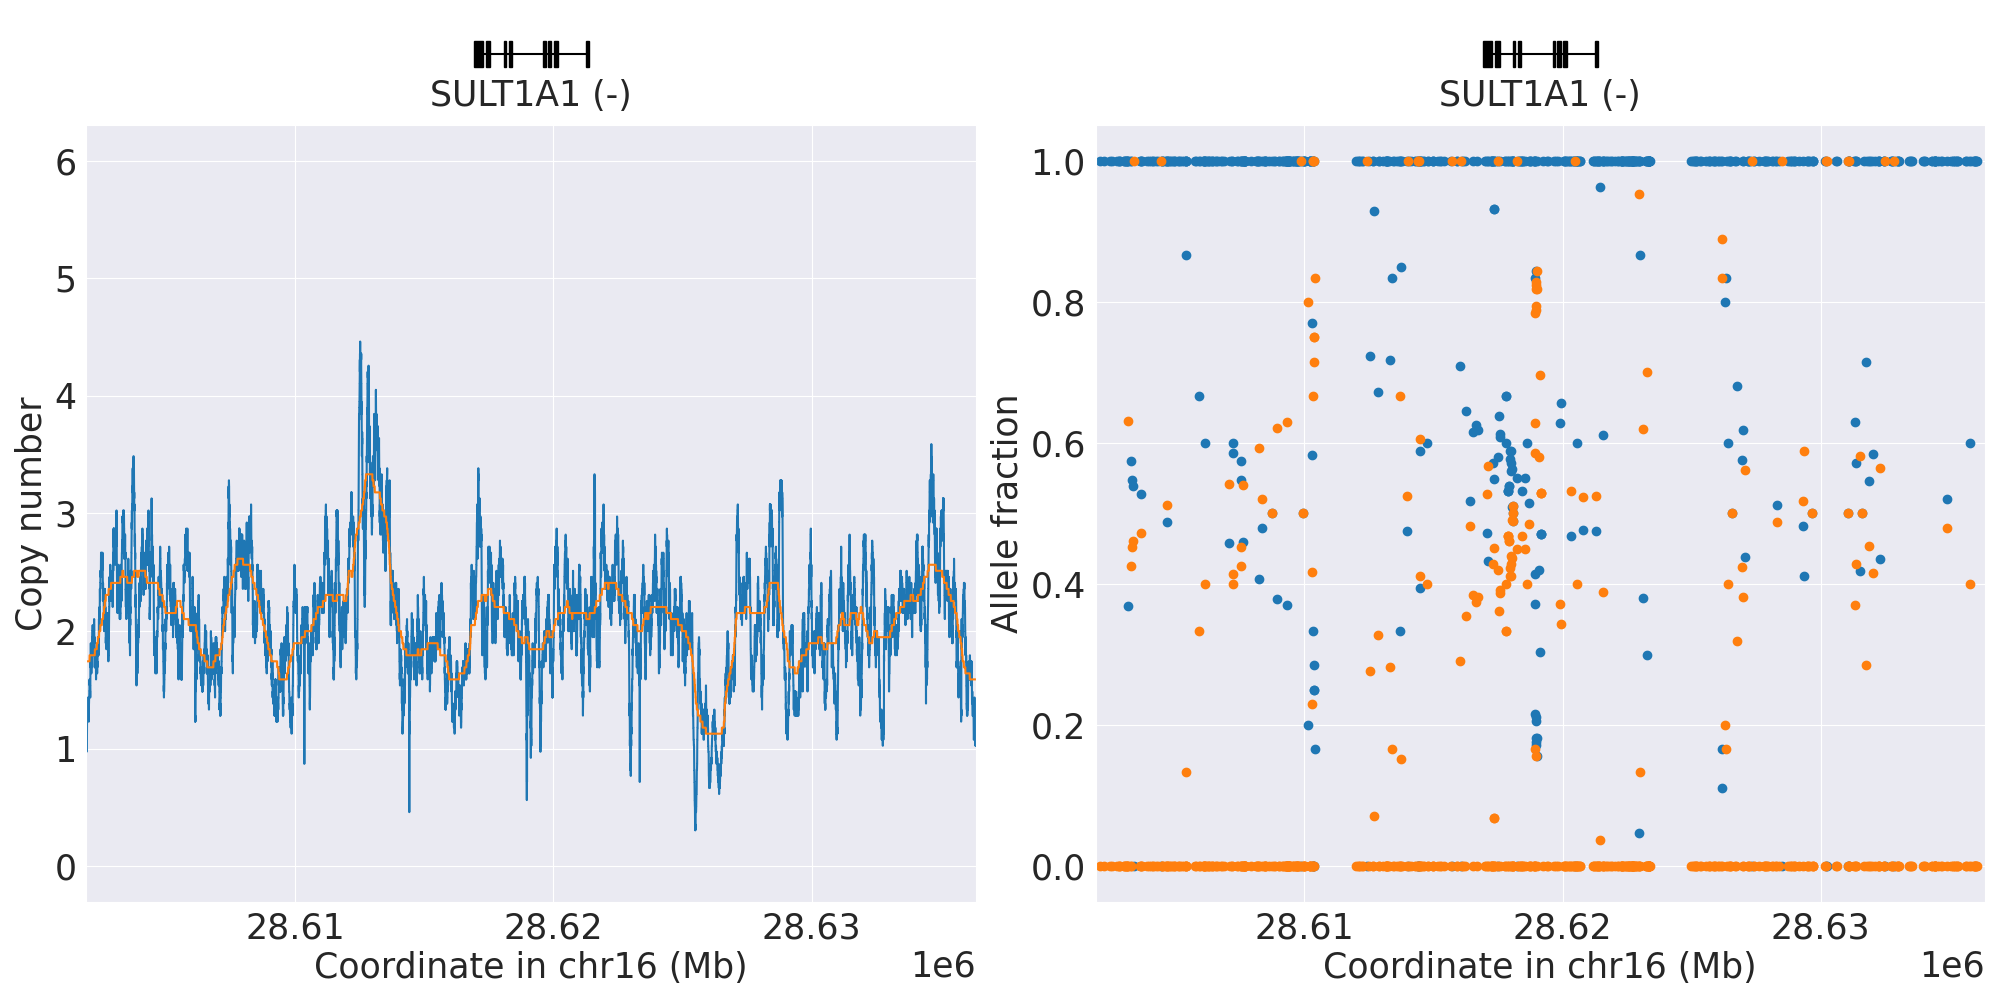 SULT1A1 (-)
6
5
4
3
2
1
0
Copy number
28.61
28.62
28.63
Coordinate in chr16 (Mb)
1e6
SULT1A1 (-)
1.0
0.8
0.6
0.4
0.2
0.0
Allele fraction
28.61
28.62
28.63
Coordinate in chr16 (Mb)
1e6